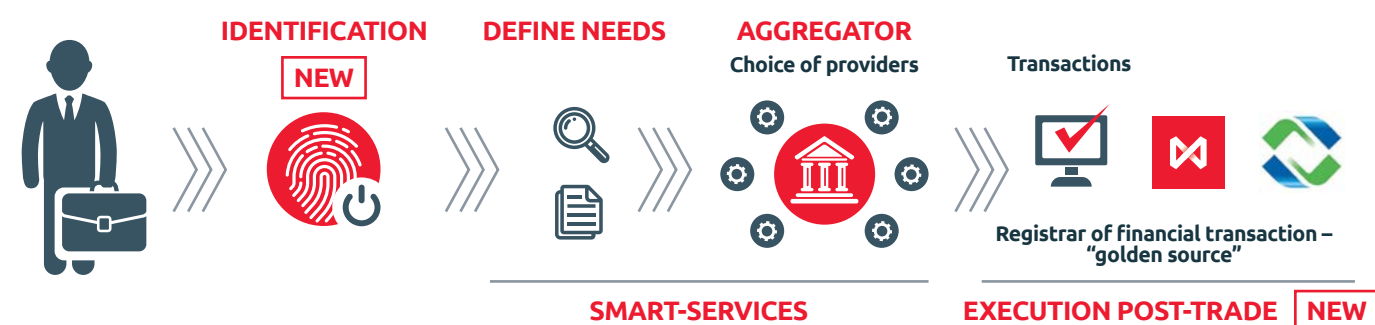 IDENTIFICATION
NEW
DEFINE NEEDS
AGGREGATOR
Choice of providers
Transactions
Registrar of financial transaction –
“golden source”
SMART-SERVICES
EXECUTION POST-TRADE
NEW